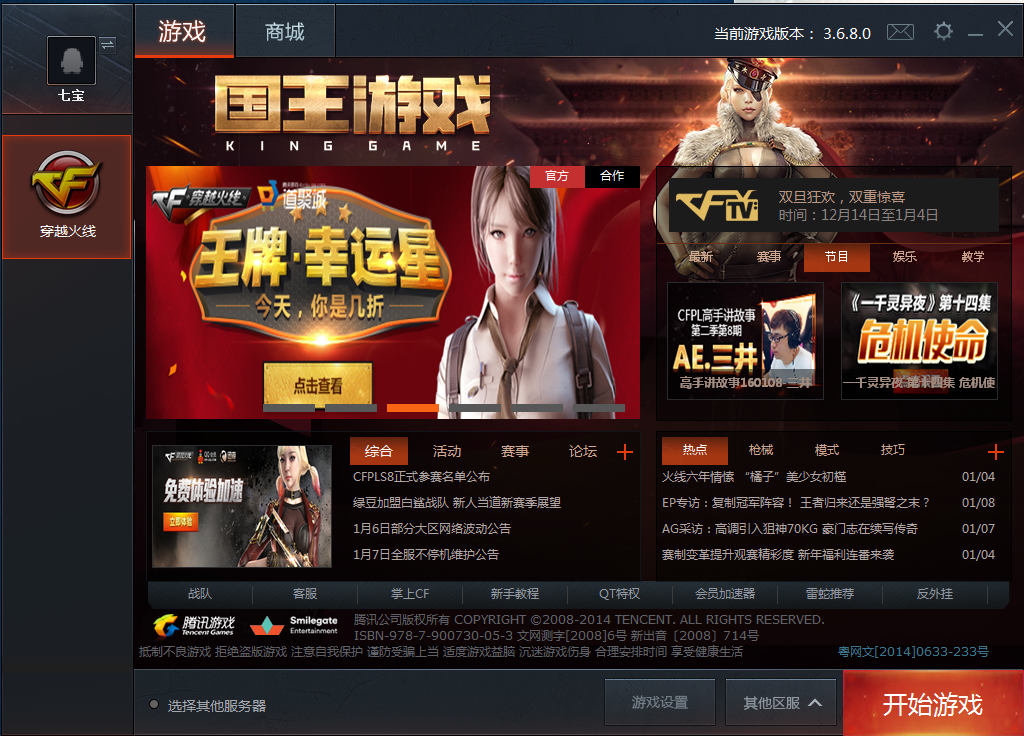 游戏
商城
当前游戏版本： 3.6.8.0
七宝
国王游戏
KING GAME
CF
穿越火线
官方
合作
CF 穿越火线
道聚城
王牌·幸运星
今天，你是几折
点击查看
CFTV
双旦狂欢，双重惊喜
时间：12月14日至1月4日
最新
赛事
节目
娱乐
教学
CFPL高手讲故事
第二季第8期
AE.三井
高手讲故事160108-三井
《一千灵异夜》第十四集
危机使命
一千灵异夜 第十四集 危机使
免费体验加速
立即体验
综合
活动
赛事
论坛
CFPLS8正式参赛名单公布
绿豆加盟白鲨战队 新人当道新赛季展望
1月6日部分大区网络波动公告
1月7日全服不停机维护公告
热点
枪械
模式
技巧
火线六年情愫 “橘子”美少女初槿 01/04
EP专访：复制冠军阵容！ 王者归来还是强弩之末？ 01/08
AG采访：高调引入狙神70KG 豪门志在续写传奇 01/07
赛制变革提升观赛精彩度 新年福利连番来袭 01/04
战队
客服
掌上CF
新手教程
QT特权
会员加速器
雷蛇推荐
反外挂
腾讯游戏
Tencent Games
Smilegate
Entertainment
腾讯公司版权所有 COPYRIGHT ©2008-2014 TENCENT. ALL RIGHTS RESERVED.
ISBN-978-7-900730-05-3 文网测字[2008]6号 新出音［2008］714号
抵制不良游戏 拒绝盗版游戏 注意自我保护 谨防受骗上当 适度游戏益脑 沉迷游戏伤身 合理安排时间 享受健康生活
粤网文[2014]0633-233号
选择其他服务器
游戏设置
其他区服
开始游戏